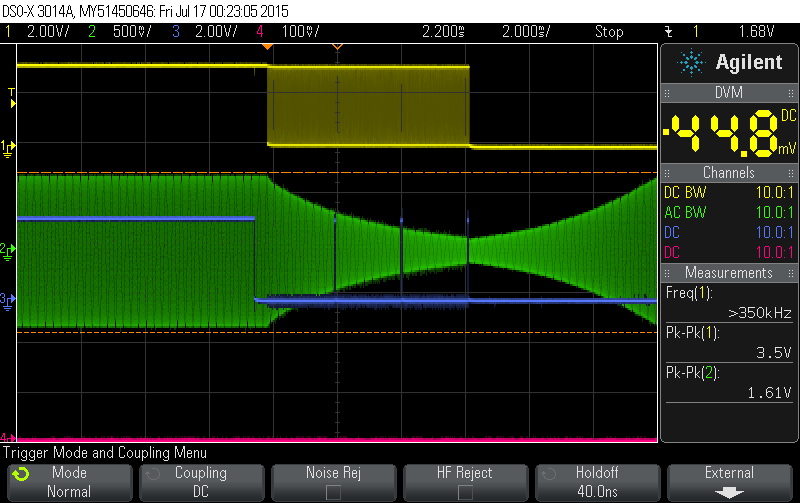 DSO-X 3014A, MY51450646: Fri Jul 17 00:23:05 2015
1 2.00V/ 2 500mV/ 3 2.00V/ 4 100mV/ 2.200s 2.000s/ Stop 1 1.68V
Agilent
DVM
-44.8 DC mV
Channels
DC BW 10.0:1
AC BW 10.0:1
DC 10.0:1
DC 10.0:1
Measurements
Freq(1):
>350kHz
Pk-Pk(1):
3.5V
Pk-Pk(2):
1.61V
4
T
1
2
3
4
Trigger Mode and Coupling Menu
Mode
Normal
Coupling
DC
Noise Rej
HF Reject
Holdoff
40.0ns
External